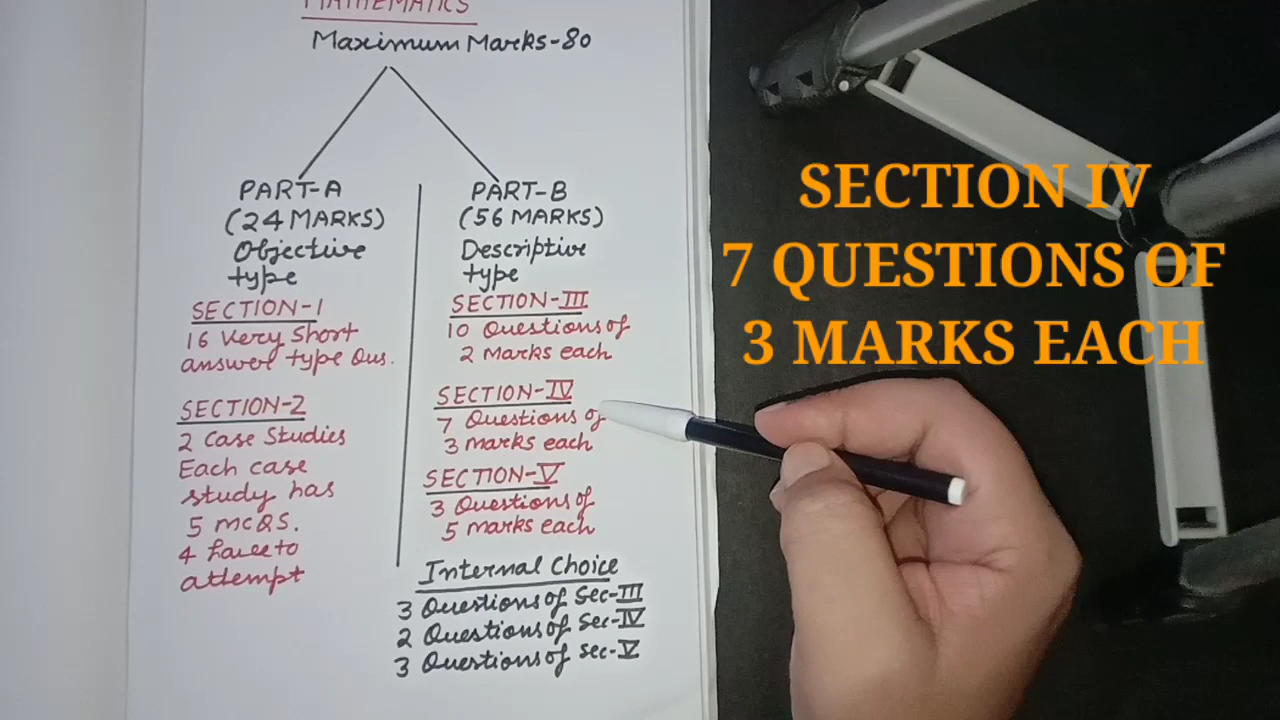 MATHEMATICS
Maximum Marks-80
PART-A
(24 MARKS)
Objective
type
SECTION-1
16 Very Short
answer type Qus.
SECTION-2
2 Case Studies
Each case
study has
5 MCQS.
4 have to
attempt
PART-B
(56 MARKS)
Descriptive
type
SECTION-III
10 Questions of
2 Marks each
SECTION-IV
7 Questions of
3 marks each
SECTION-V
3 Questions of
5 marks each
Internal Choice
3 Questions of Sec-III
2 Questions of Sec-IV
3 Questions of Sec-V
SECTION IV
7 QUESTIONS OF
3 MARKS EACH